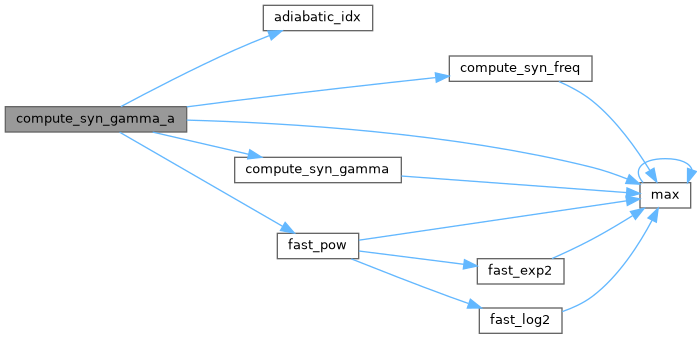 adiabatic_idx
compute_syn_freq
compute_syn_gamma_a
compute_syn_gamma
max
fast_pow
fast_exp2
fast_log2